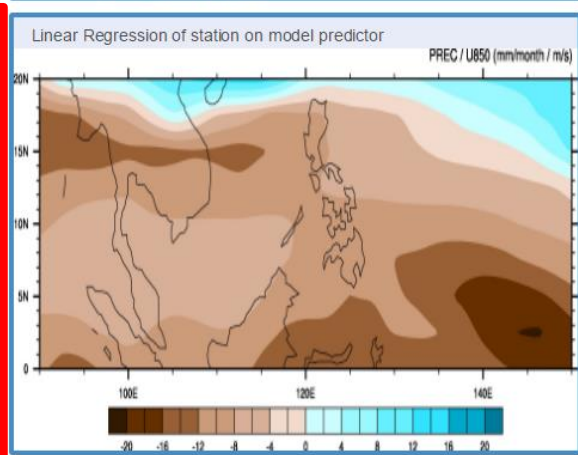 Linear Regression of station on model predictor
PREC / U850 (mm/month / m/s)
20N
15N
10N
5N
0
100E 120E 140E
-20 -16 -12 -8 -4 0 4 8 12 16 20